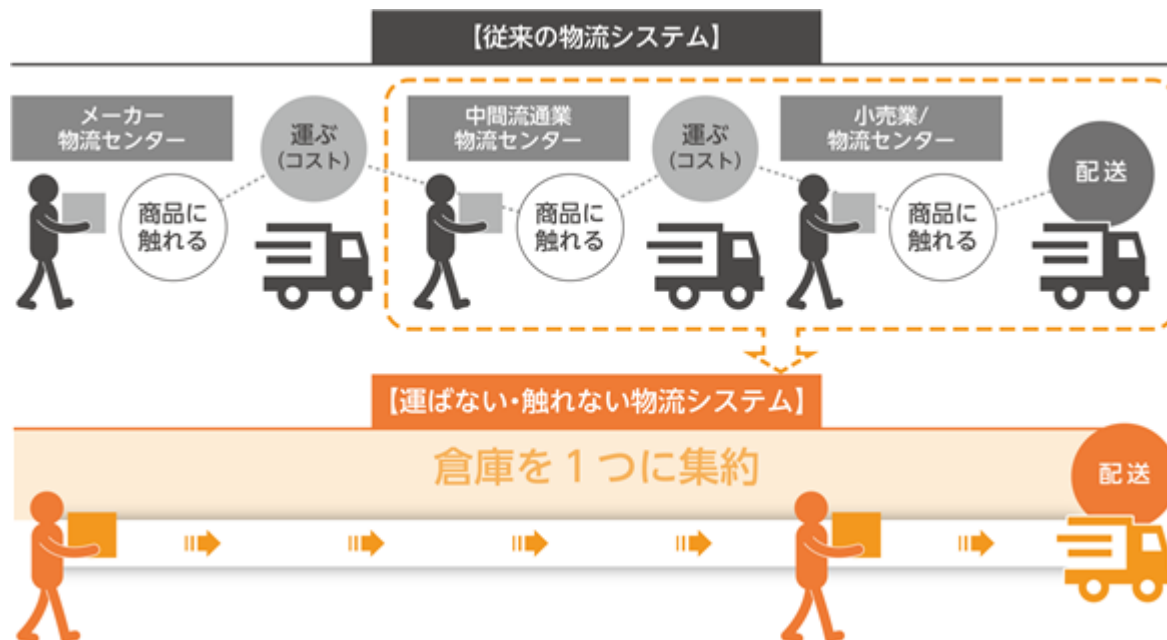 【従来の物流システム】
メーカー
物流センター
運ぶ
(コスト)
中間流通業
物流センター
運ぶ
(コスト)
小売業/
物流センター
配送
商品に
触れる
商品に
触れる
商品に
触れる
【運ばない・触れない物流システム】
倉庫を1つに集約
配送